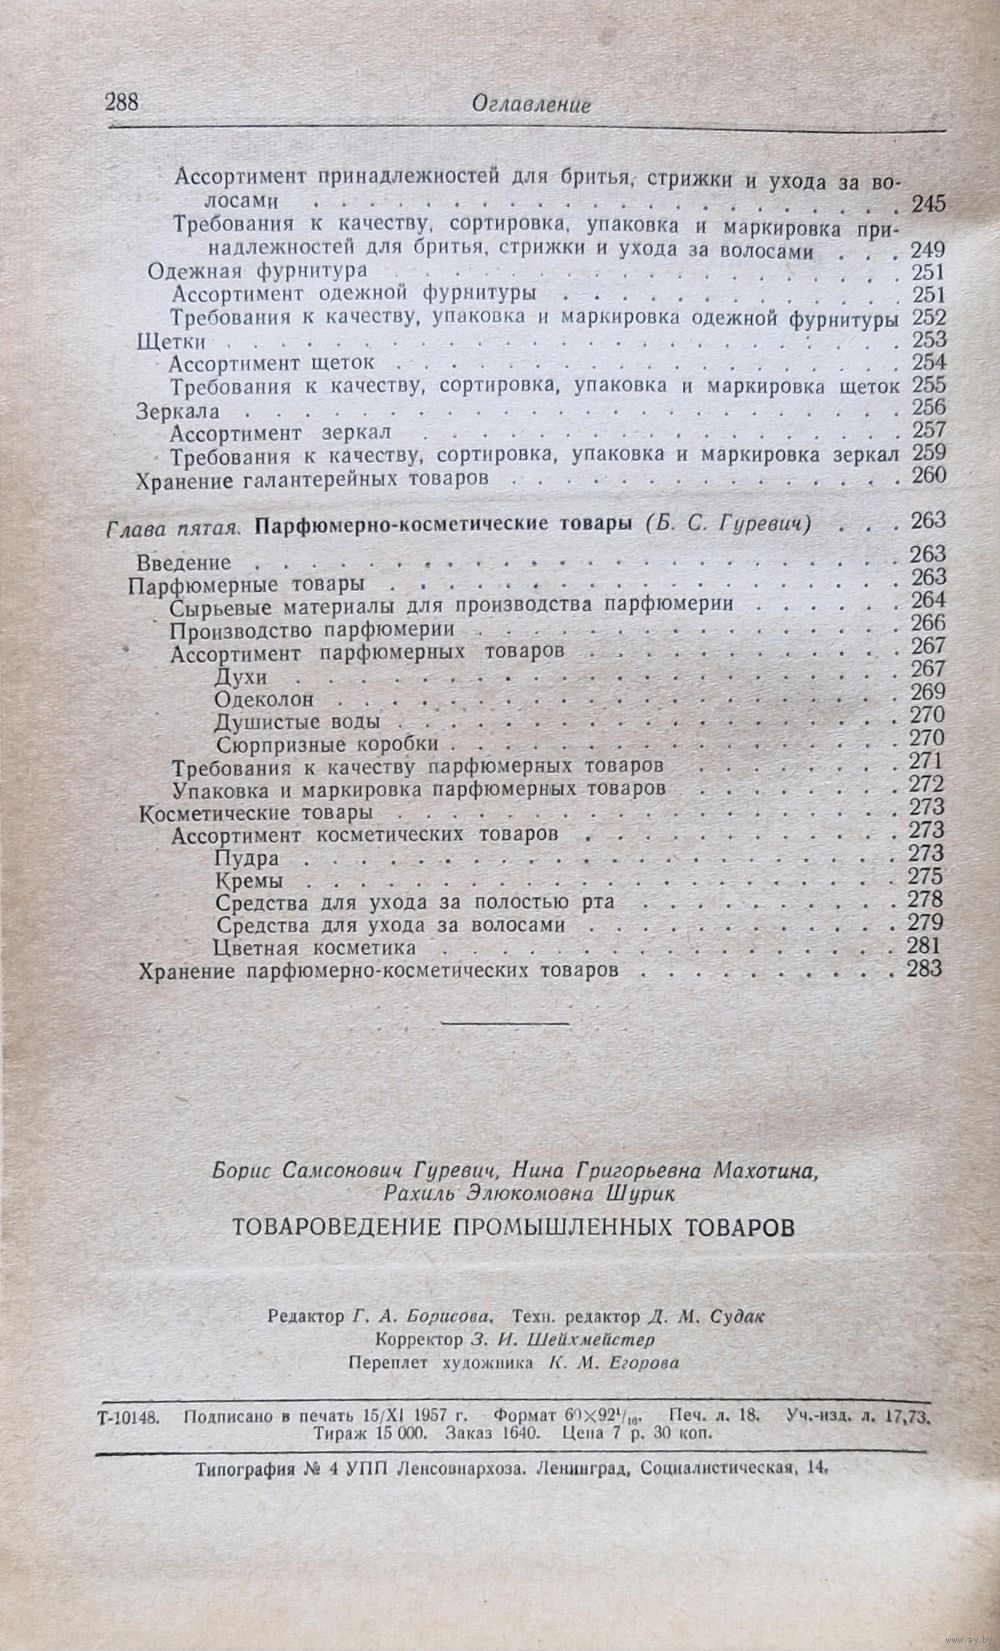 288 Оглавление
Ассортимент принадлежностей для бритья, стрижки и ухода за во-
лосами . . . 245
Требования к качеству, сортировка, упаковка и маркировка при-
надлежностей для бритья, стрижки и ухода за волосами . . . 249
Одежная фурнитура . . . 251
Ассортимент одежной фурнитуры . . . 251
Требования к качеству, упаковка и маркировка одежной фурнитуры 252
Щетки . . . 253
Ассортимент щеток . . . 254
Требования к качеству, сортировка, упаковка и маркировка щеток 255
Зеркала . . . 256
Ассортимент зеркал . . . 257
Требования к качеству, сортировка, упаковка и маркировка зеркал 259
Хранение галантерейных товаров . . . 260
Глава пятая. Парфюмерно-косметические товары (Б. С. Гуревич) . . . 263
Введение . . . 263
Парфюмерные товары . . . 263
Сырьевые материалы для производства парфюмерии . . . 264
Производство парфюмерии . . . 266
Ассортимент парфюмерных товаров . . . 267
Духи . . . 267
Одеколон . . . 269
Душистые воды . . . 270
Сюрпризные коробки . . . 270
Требования к качеству парфюмерных товаров . . . 271
Упаковка и маркировка парфюмерных товаров . . . 272
Косметические товары . . . 273
Ассортимент косметических товаров . . . 273
Пудра . . . 273
Кремы . . . 275
Средства для ухода за полостью рта . . . 278
Средства для ухода за волосами . . . 279
Цветная косметика . . . 281
Хранение парфюмерно-косметических товаров . . . 283
Борис Самсонович Гуревич, Нина Григорьевна Махотина,
Рахиль Элюкомовна Шурик
ТОВАРОВЕДЕНИЕ ПРОМЫШЛЕННЫХ ТОВАРОВ
Редактор Г. А. Борисова. Техн. редактор Д. М. Судак
Корректор З. И. Шейхмейстер
Переплет художника К. М. Егорова
Т-10148. Подписано в печать 15/XI 1957 г. Формат 60×92¹/₁₆. Печ. л. 18. Уч.-изд. л. 17,73.
Тираж 15 000. Заказ 1640. Цена 7 р. 30 коп.
Типография № 4 УПП Ленсовнархоза. Ленинград, Социалистическая, 14.
www.ay.by